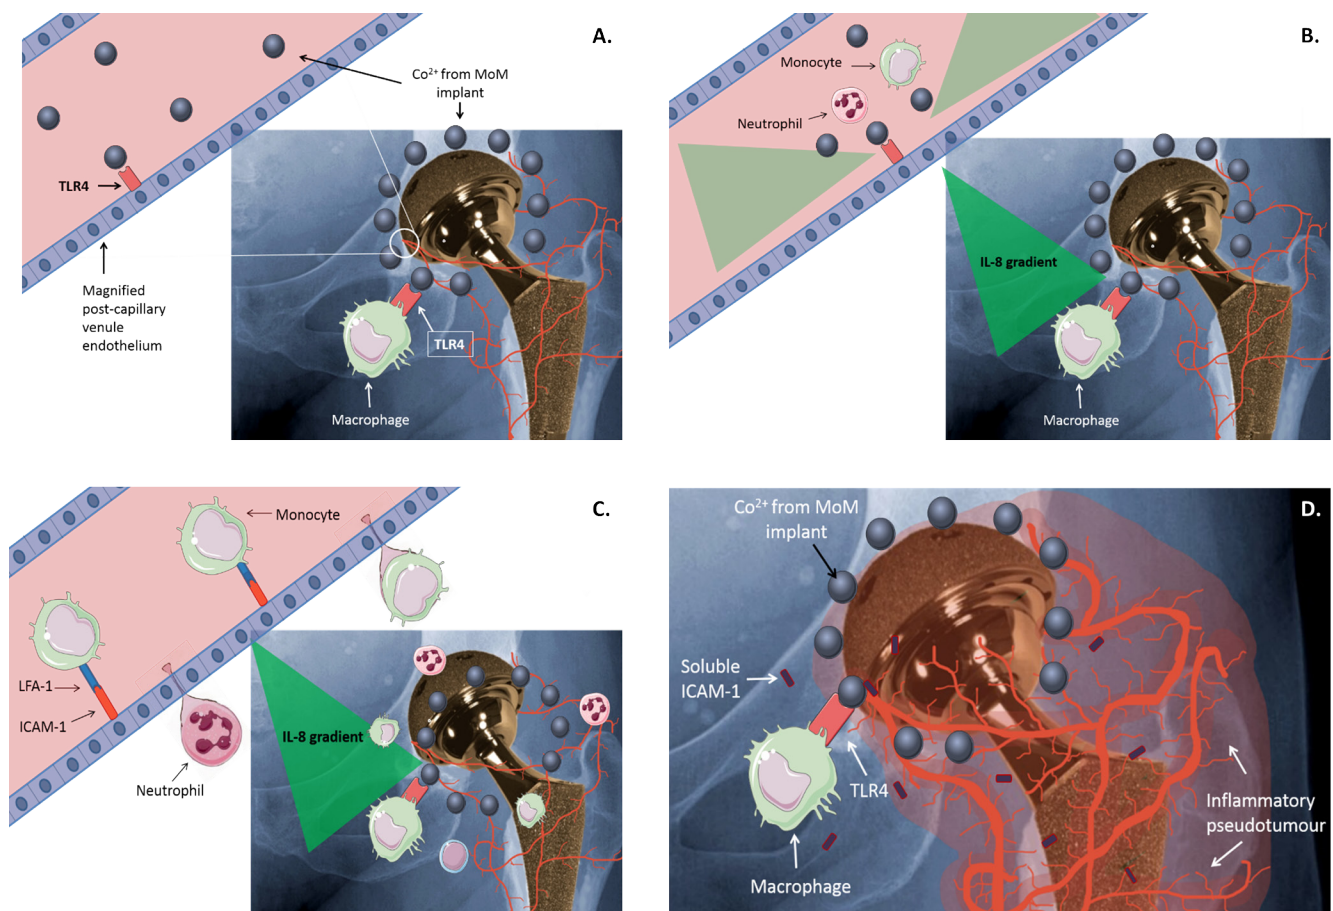 A.
Co2+ from MoM
implant
TLR4
Magnified
post-capillary
venule
endothelium
TLR4
Macrophage
B.
Monocyte
Neutrophil
IL-8 gradient
Macrophage
C.
Monocyte
LFA-1
ICAM-1
Neutrophil
IL-8 gradient
D.
Co2+ from MoM
implant
Soluble
ICAM-1
TLR4
Macrophage
Inflammatory
pseudotumour